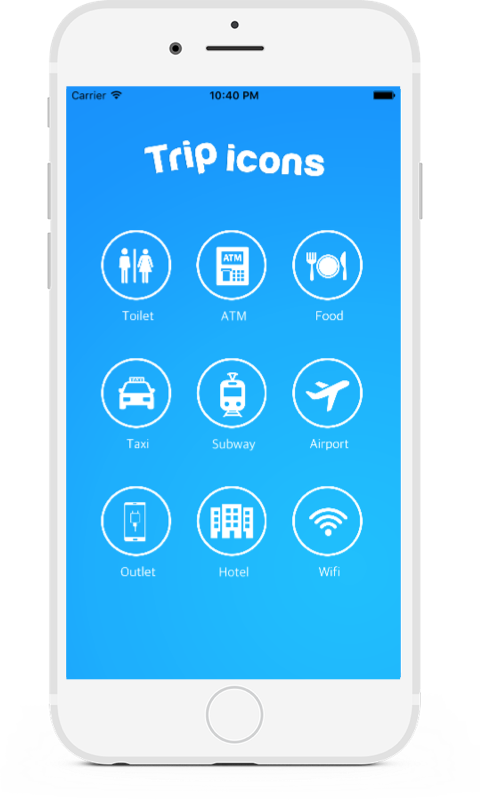 Carrier 10:40 PM
Trip icons
ATM
Toilet ATM Food
TAXI
Taxi Subway Airport
Outlet Hotel Wifi